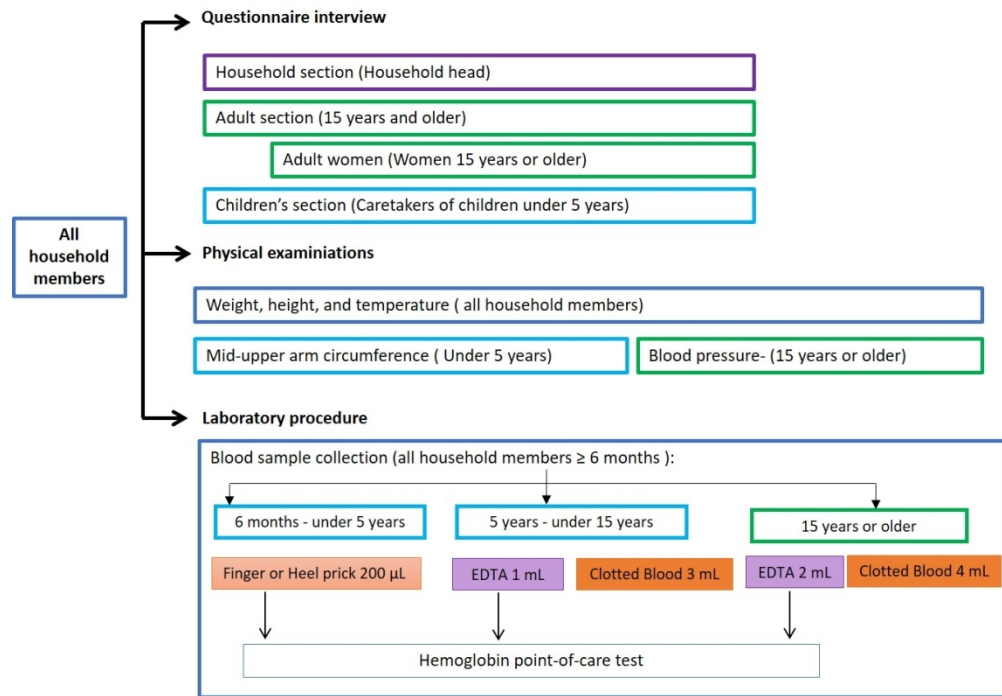 Questionnaire interview
Household section (Household head)
Adult section (15 years and older)
Adult women (Women 15 years or older)
Children's section (Caretakers of children under 5 years)
All
household
members
Physical examiniations
Weight, height, and temperature ( all household members)
Mid-upper arm circumference ( Under 5 years)
Blood pressure- (15 years or older)
Laboratory procedure
Blood sample collection (all household members ≥ 6 months ):
6 months - under 5 years
5 years - under 15 years
15 years or older
Finger or Heel prick 200 µL
EDTA 1 mL
Clotted Blood 3 mL
EDTA 2 mL
Clotted Blood 4 mL
Hemoglobin point-of-care test